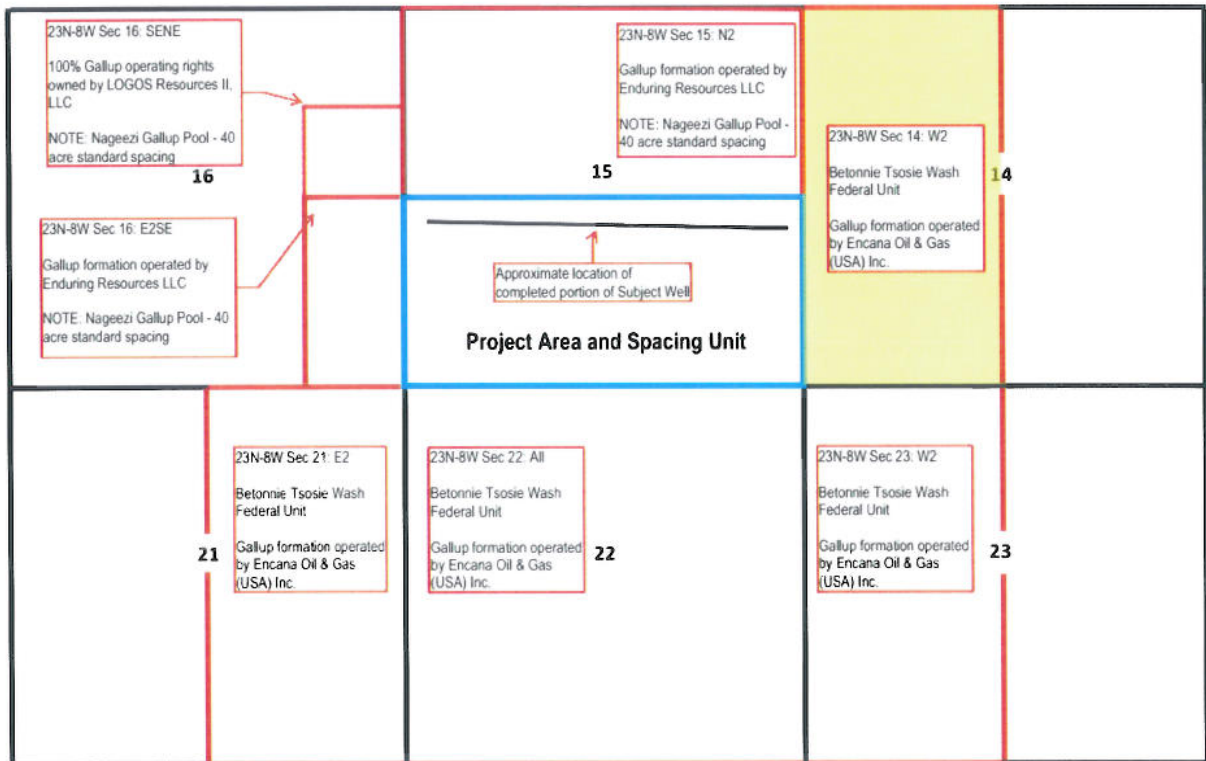 23N-8W Sec 16: SENE
100% Gallup operating rights
owned by LOGOS Resources II,
LLC
NOTE: Nageezi Gallup Pool - 40
acre standard spacing
16
23N-8W Sec 15: N2
Gallup formation operated by
Enduring Resources LLC
NOTE: Nageezi Gallup Pool -
40 acre standard spacing
15
23N-8W Sec 14: W2
Betonnie Tsosie Wash
Federal Unit
Gallup formation operated
by Encana Oil & Gas
(USA) Inc.
14
23N-8W Sec 16: E2SE
Gallup formation operated by
Enduring Resources LLC
NOTE: Nageezi Gallup Pool - 40
acre standard spacing
Approximate location of
completed portion of Subject Well
Project Area and Spacing Unit
23N-8W Sec 21: E2
Betonnie Tsosie Wash
Federal Unit
Gallup formation operated
by Encana Oil & Gas
(USA) Inc.
21
23N-8W Sec 22: All
Betonnie Tsosie Wash
Federal Unit
Gallup formation operated
by Encana Oil & Gas
(USA) Inc.
22
23N-8W Sec 23: W2
Betonnie Tsosie Wash
Federal Unit
Gallup formation operated
by Encana Oil & Gas
(USA) Inc.
23